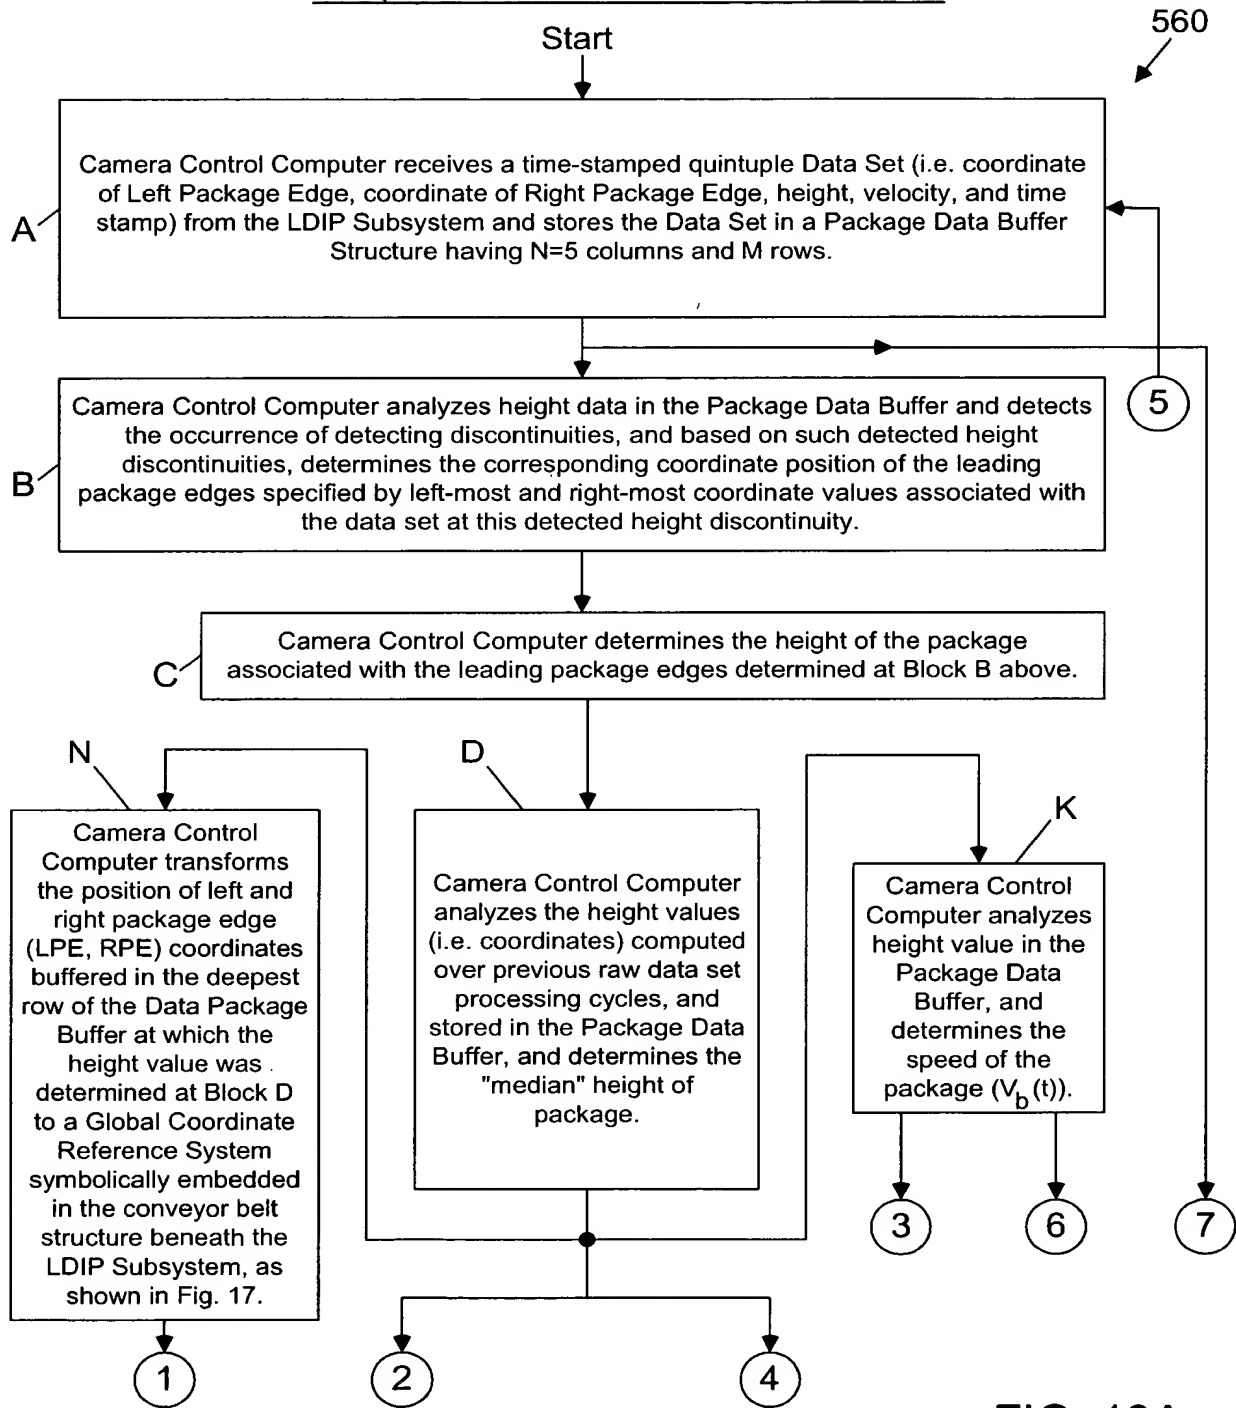 560
Start
A
Camera Control Computer receives a time-stamped quintuple Data Set (i.e. coordinate
of Left Package Edge, coordinate of Right Package Edge, height, velocity, and time
stamp) from the LDIP Subsystem and stores the Data Set in a Package Data Buffer
Structure having N=5 columns and M rows.
5
B
Camera Control Computer analyzes height data in the Package Data Buffer and detects
the occurrence of detecting discontinuities, and based on such detected height
discontinuities, determines the corresponding coordinate position of the leading
package edges specified by left-most and right-most coordinate values associated with
the data set at this detected height discontinuity.
C
Camera Control Computer determines the height of the package
associated with the leading package edges determined at Block B above.
N
Camera Control
Computer transforms
the position of left and
right package edge
(LPE, RPE) coordinates
buffered in the deepest
row of the Data Package
Buffer at which the
height value was
determined at Block D
to a Global Coordinate
Reference System
symbolically embedded
in the conveyor belt
structure beneath the
LDIP Subsystem, as
shown in Fig. 17.
D
Camera Control Computer
analyzes the height values
(i.e. coordinates) computed
over previous raw data set
processing cycles, and
stored in the Package Data
Buffer, and determines the
"median" height of
package.
K
Camera Control
Computer analyzes
height value in the
Package Data
Buffer, and
determines the
speed of the
package (V_b(t)).
3
6
7
1
2
4